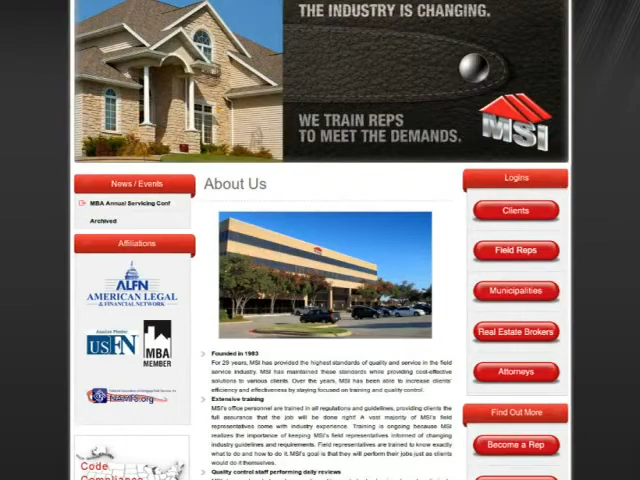 THE INDUSTRY IS CHANGING.
WE TRAIN REPS
TO MEET THE DEMANDS.
MSI
News / Events
MBA Annual Servicing Conf
Archived
Affiliations
ALFN
AMERICAN LEGAL
& FINANCIAL NETWORK
USFN
MBA
MEMBER
NAMFS.org
Code
Compliance
About Us
Founded in 1983
For 29 years, MSI has provided the highest standards of quality and service in the field
service industry. MSI has maintained these standards while providing cost-effective
solutions to various clients. Over the years, MSI has been able to increase clients'
efficiency and effectiveness by staying focused on training and quality control.
Extensive training
MSI's office personnel are trained in all regulations and guidelines, providing clients the
full assurance that the job will be done right! A vast majority of MSI's field
representatives come with industry experience. Training is ongoing because MSI
realizes the importance of keeping MSI's field representatives informed of changing
industry guidelines and requirements. Field representatives are trained to know exactly
what to do and how to do it. MSI's goal is that they will perform their jobs just as clients
would do it themselves.
Quality control staff performing daily reviews
Logins
Clients
Field Reps
Municipalities
Real Estate Brokers
Attorneys
Find Out More
Become a Rep